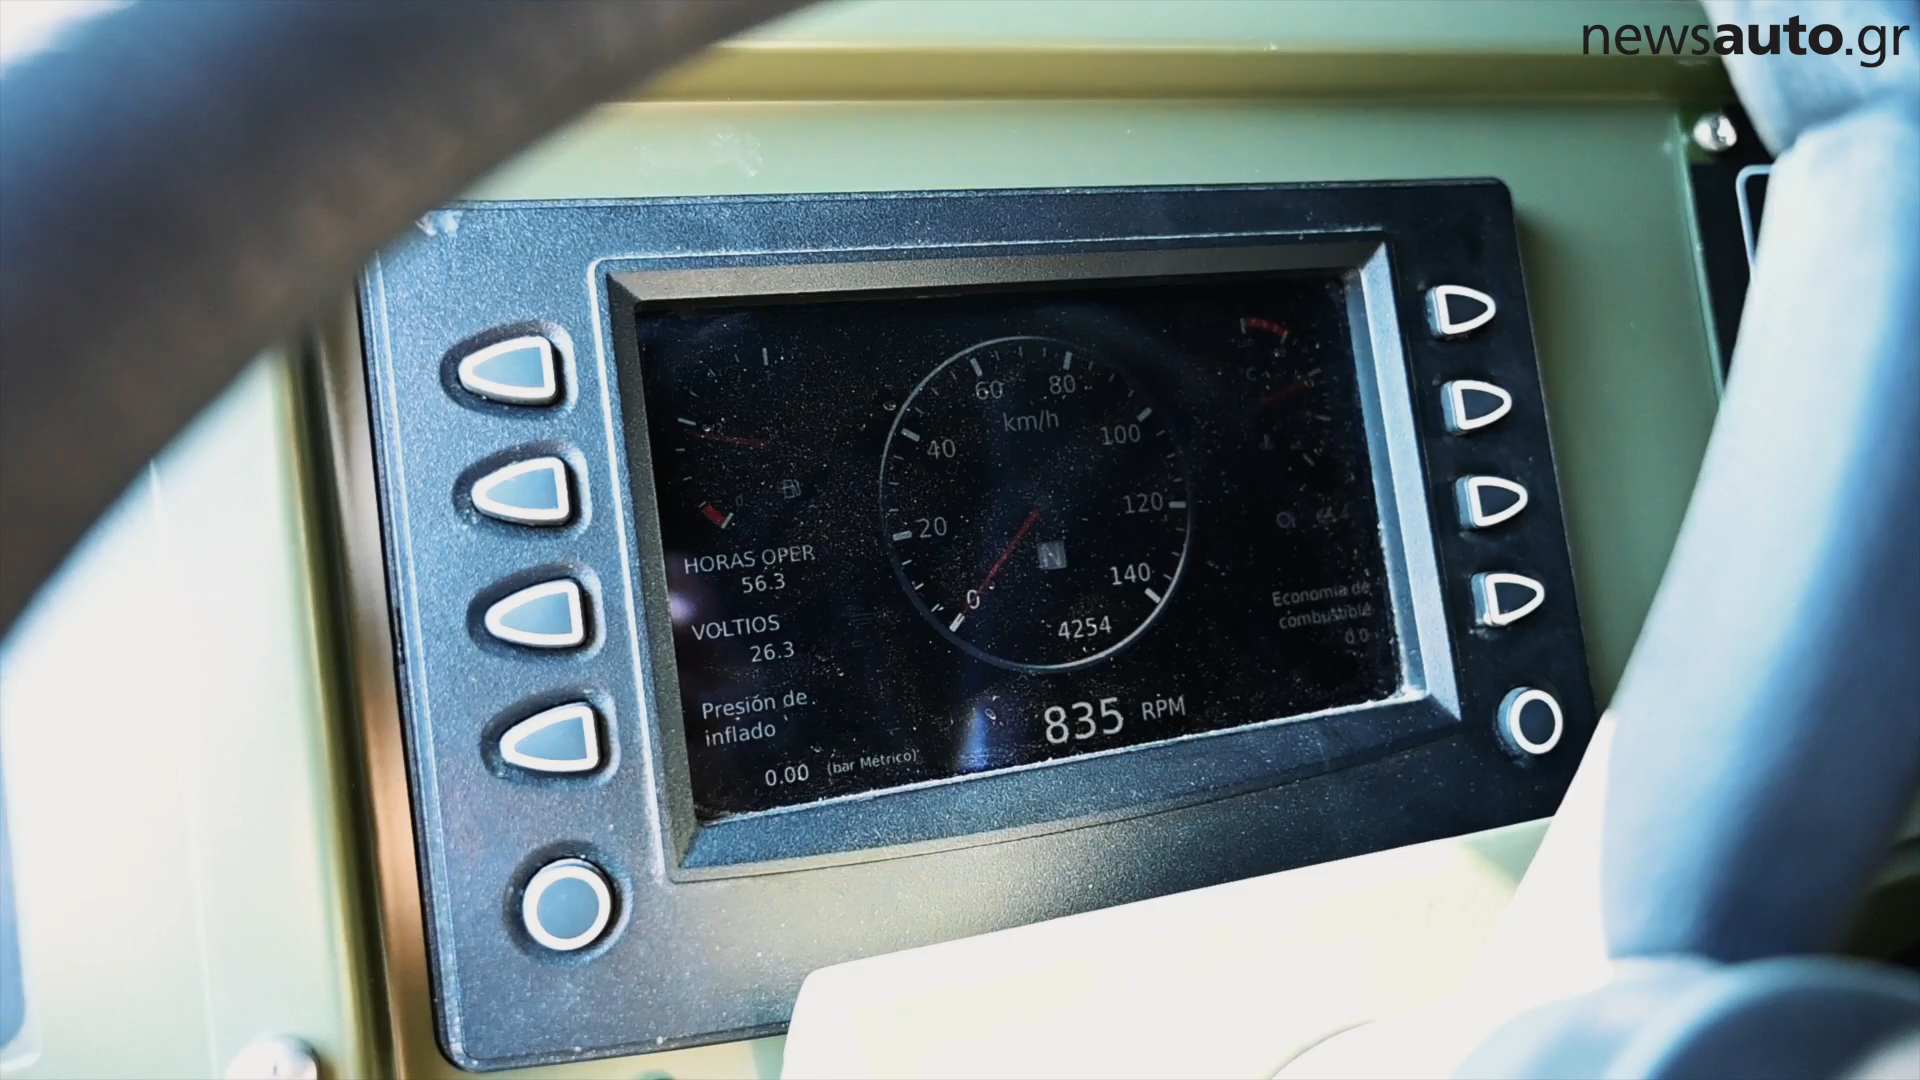 newsauto.gr
60
80
km/h
40
100
20
120
N
0
140
4254
HORAS OPER
56.3
VOLTIOS
26.3
Presión de
inflado
0.00 (bar Métrico)
835 RPM
Economía de
combustible
0.0